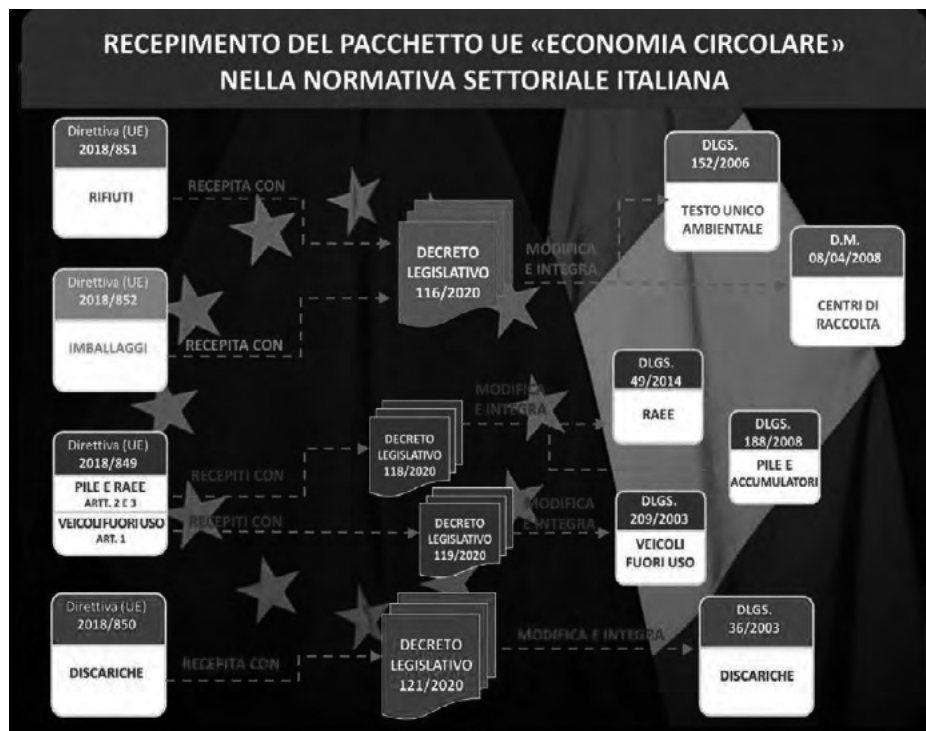 RECEPIMENTO DEL PACCHETTO UE «ECONOMIA CIRCOLARE»
NELLA NORMATIVA SETTORIALE ITALIANA
Direttiva (UE)
2018/851
RIFIUTI
RECEPITA CON
Direttiva (UE)
2018/852
IMBALLAGGI
RECEPITA CON
DECRETO
LEGISLATIVO
116/2020
MODIFICA
E INTEGRA
DLGS.
152/2006
TESTO UNICO
AMBIENTALE
D.M.
08/04/2008
CENTRI DI
RACCOLTA
Direttiva (UE)
2018/849
PILE E RAEE
ARTT. 2 E 3
VEICOLI FUORI USO
ART. 1
RECEPITI CON
RECEPITI CON
DECRETO
LEGISLATIVO
118/2020
MODIFICA
E INTEGRA
DLGS.
49/2014
RAEE
DLGS.
188/2008
PILE E
ACCUMULATORI
DECRETO
LEGISLATIVO
119/2020
MODIFICA
E INTEGRA
DLGS.
209/2003
VEICOLI
FUORI USO
Direttiva (UE)
2018/850
DISCARICHE
RECEPITA CON
DECRETO
LEGISLATIVO
121/2020
MODIFICA E INTEGRA
DLGS.
36/2003
DISCARICHE